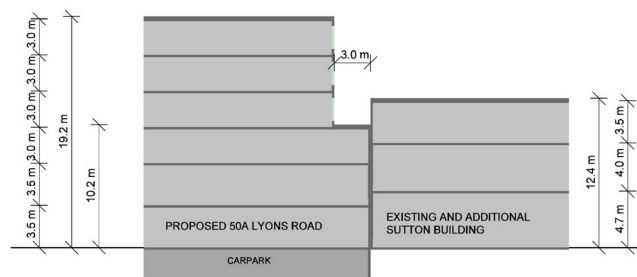 3.0 m
3.0 m
3.0 m
3.0 m
3.5 m
3.5 m
19.2 m
10.2 m
3.0 m
PROPOSED 50A LYONS ROAD
CARPARK
EXISTING AND ADDITIONAL
SUTTON BUILDING
12.4 m
3.5 m
4.0 m
4.7 m